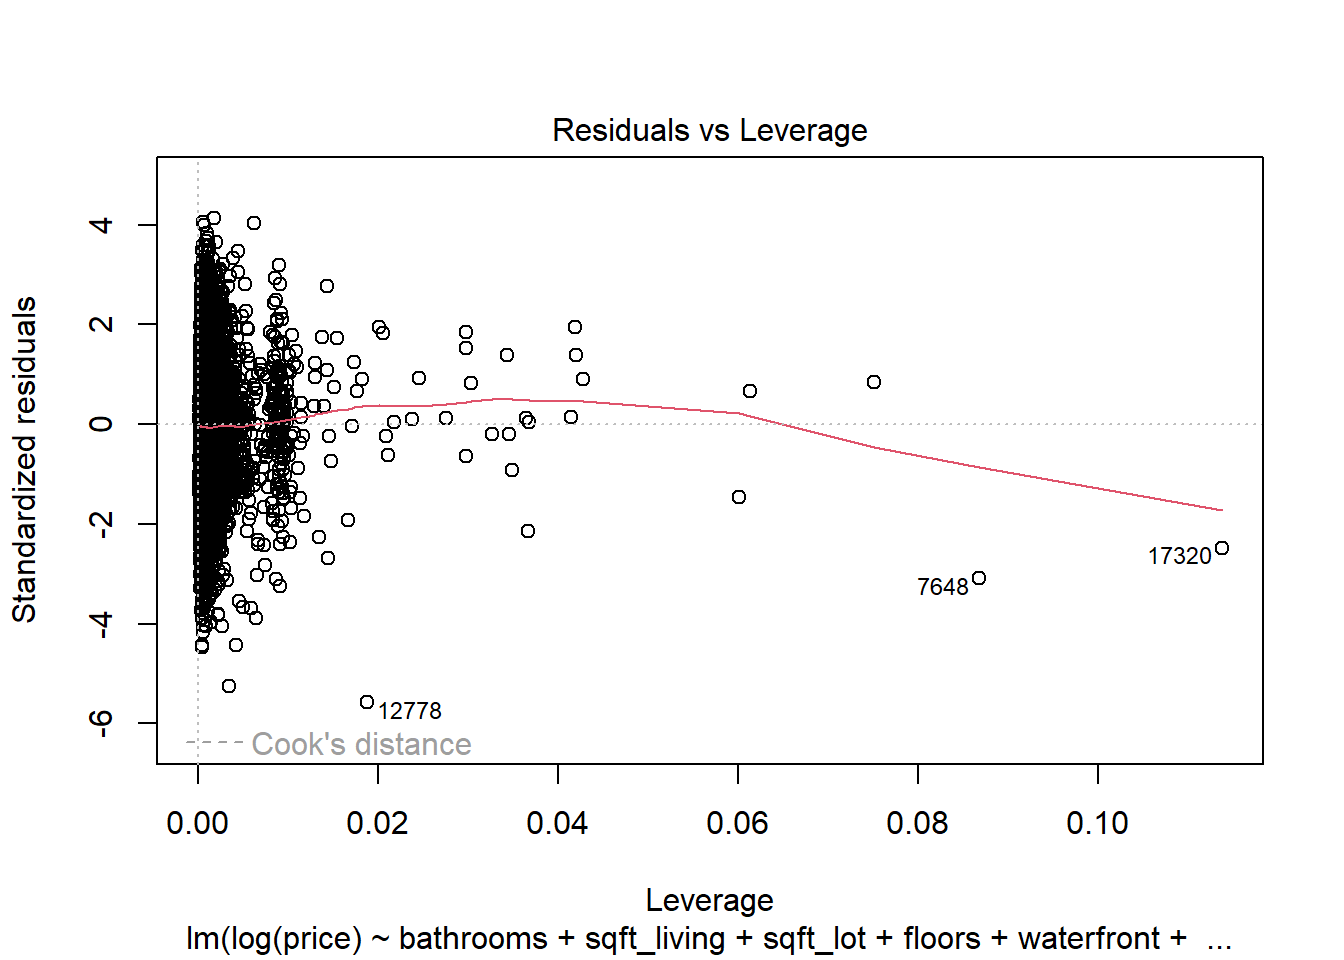 Residuals vs Leverage
Standardized residuals
4
2
0
-2
-4
-6
17320
7648
12778
Cook's distance
0.00 0.02 0.04 0.06 0.08 0.10
Leverage
lm(log(price) ~ bathrooms + sqft_living + sqft_lot + floors + waterfront + ...